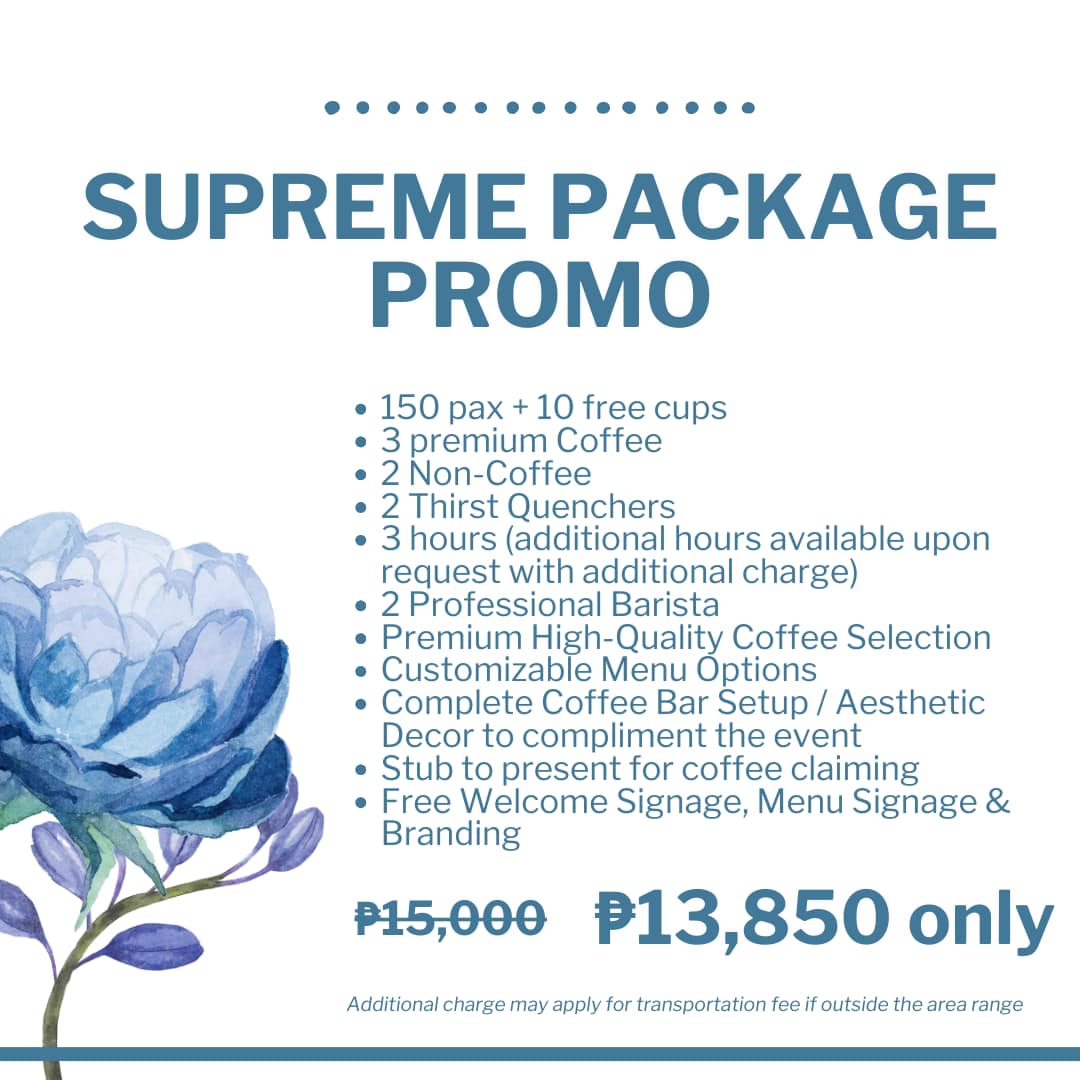 SUPREME PACKAGE
PROMO
• 150 pax + 10 free cups
• 3 premium Coffee
• 2 Non-Coffee
• 2 Thirst Quenchers
• 3 hours (additional hours available upon
request with additional charge)
• 2 Professional Barista
• Premium High-Quality Coffee Selection
• Customizable Menu Options
• Complete Coffee Bar Setup / Aesthetic
Decor to compliment the event
• Stub to present for coffee claiming
• Free Welcome Signage, Menu Signage &
Branding
₱15,000 ₱13,850 only
Additional charge may apply for transportation fee if outside the area range